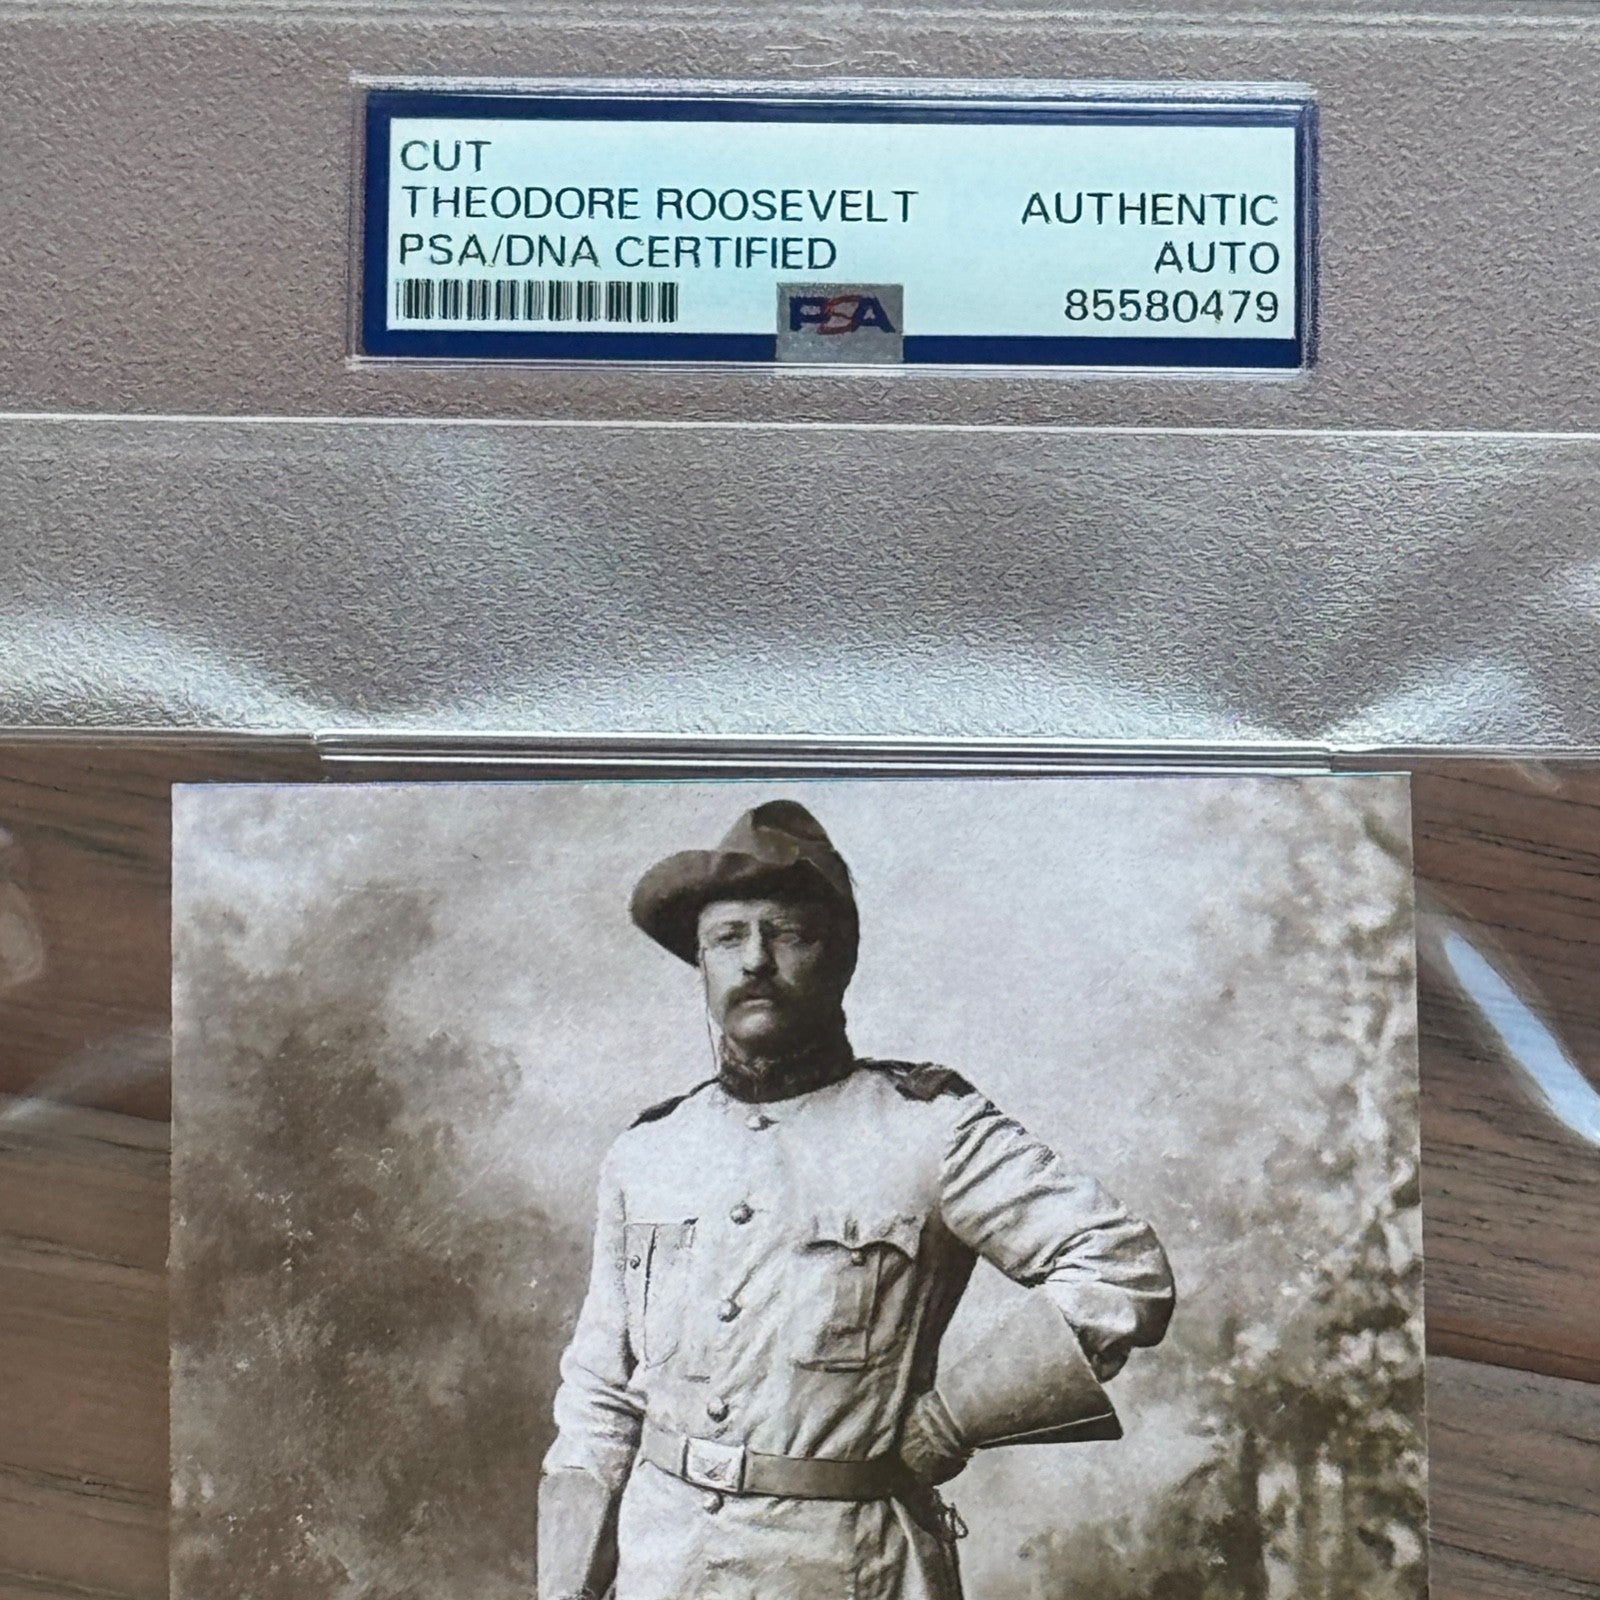 CUT
THEODORE ROOSEVELT
PSA/DNA CERTIFIED
AUTHENTIC
AUTO
85580479
PSA